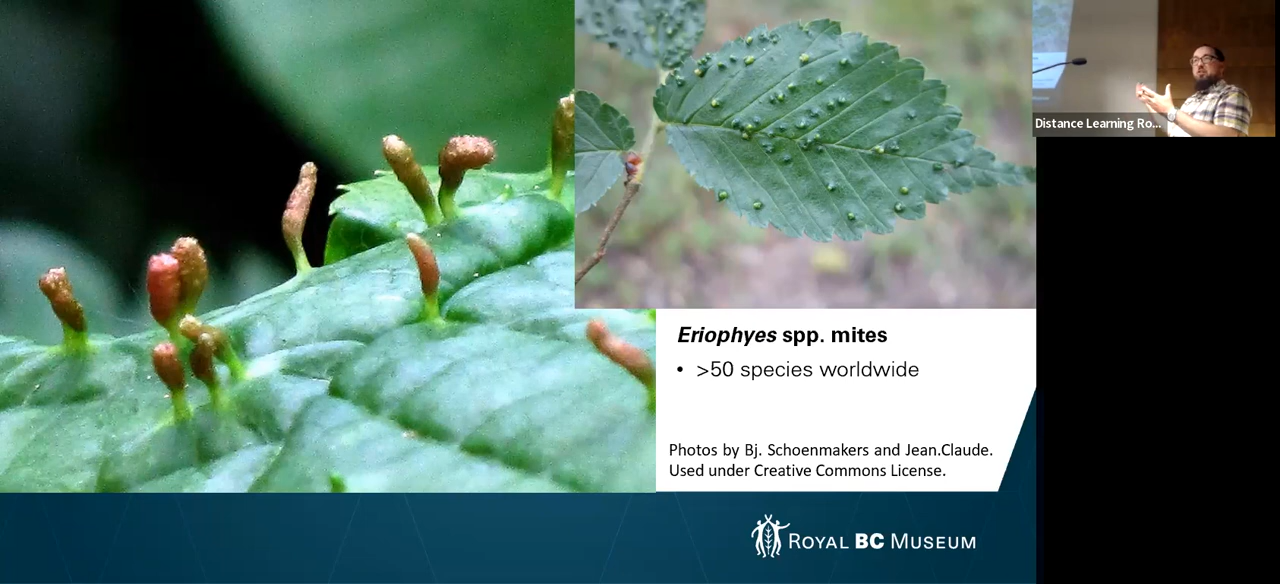 Distance Learning Ro...
Eriophyes spp. mites
• >50 species worldwide
Photos by Bj. Schoenmakers and Jean.Claude.
Used under Creative Commons License.
ROYAL BC MUSEUM